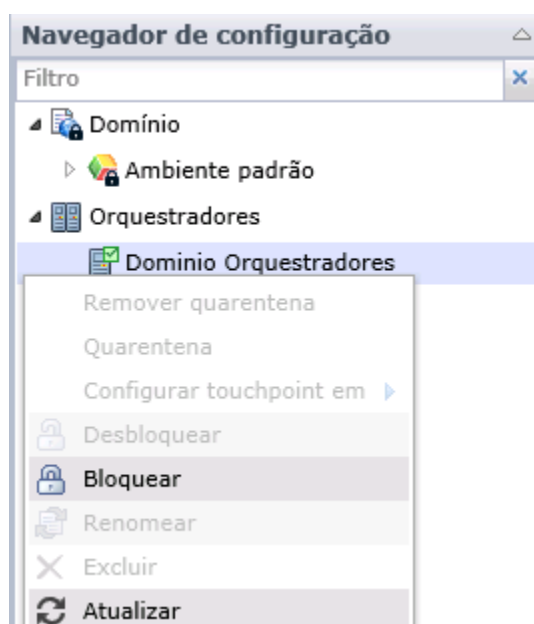 Navegador de configuração
Filtro
Domínio
Ambiente padrão
Orquestradores
Dominio Orquestradores
Remover quarentena
Quarentena
Configurar touchpoint em
Desbloquear
Bloquear
Renomear
Excluir
Atualizar